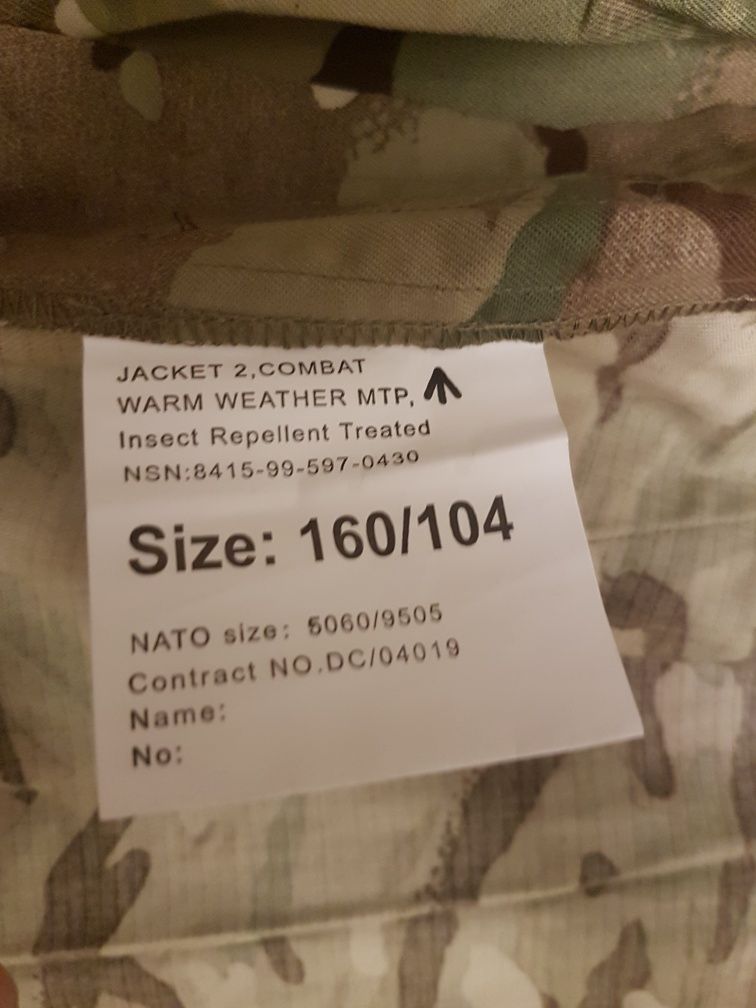 JACKET 2,COMBAT
WARM WEATHER MTP,
Insect Repellent Treated
NSN:8415-99-597-0430
Size: 160/104
NATO size: 5060/9505
Contract NO.DC/04019
Name:
No: